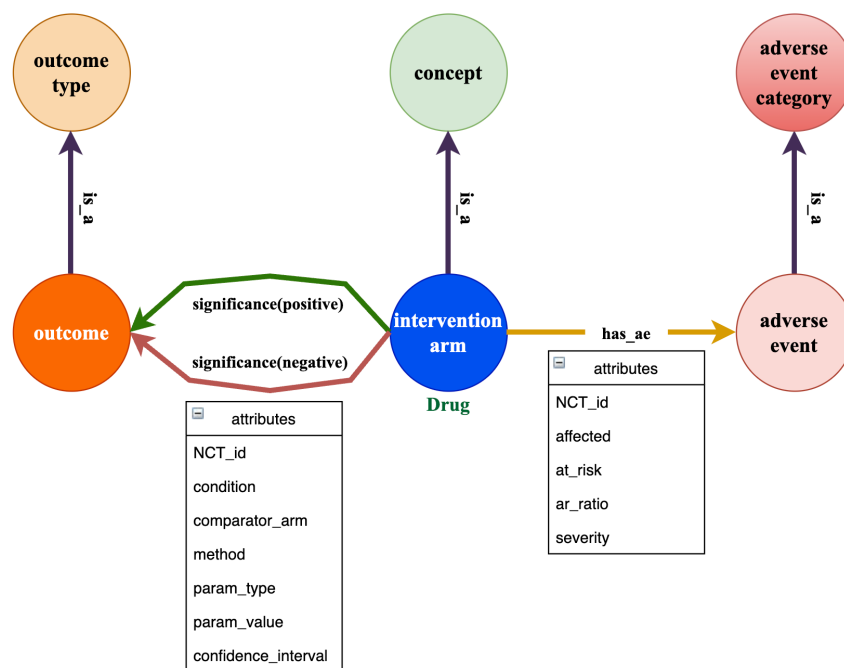 outcome
type
concept
adverse
event
category
is_a
is_a
is_a
significance(positive)
outcome
significance(negative)
intervention
arm
Drug
has_ae
adverse
event
attributes
NCT_id
condition
comparator_arm
method
param_type
param_value
confidence_interval
attributes
NCT_id
affected
at_risk
ar_ratio
severity